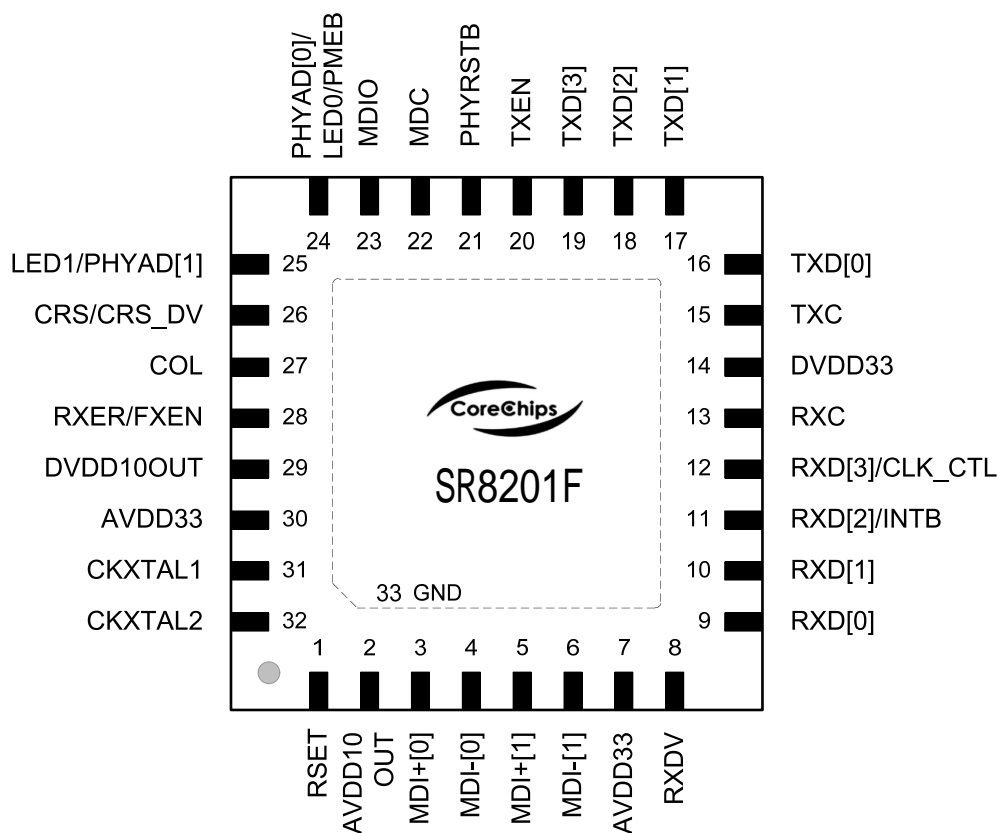 PHYAD[0]/
LED0/PMEB
MDIO
MDC
PHYRSTB
TXEN
TXD[3]
TXD[2]
TXD[1]
24 23 22 21 20 19 18 17
LED1/PHYAD[1] 25
16 TXD[0]
CRS/CRS_DV 26
15 TXC
COL 27
14 DVDD33
RXER/FXEN 28
13 RXC
DVDD10OUT 29
12 RXD[3]/CLK_CTL
AVDD33 30
11 RXD[2]/INTB
CKXTAL1 31
10 RXD[1]
CKXTAL2 32
9 RXD[0]
CoreChips
SR8201F
33 GND
1 2 3 4 5 6 7 8
RSET
AVDD10
OUT
MDI+[0]
MDI-[0]
MDI+[1]
MDI-[1]
AVDD33
RXDV